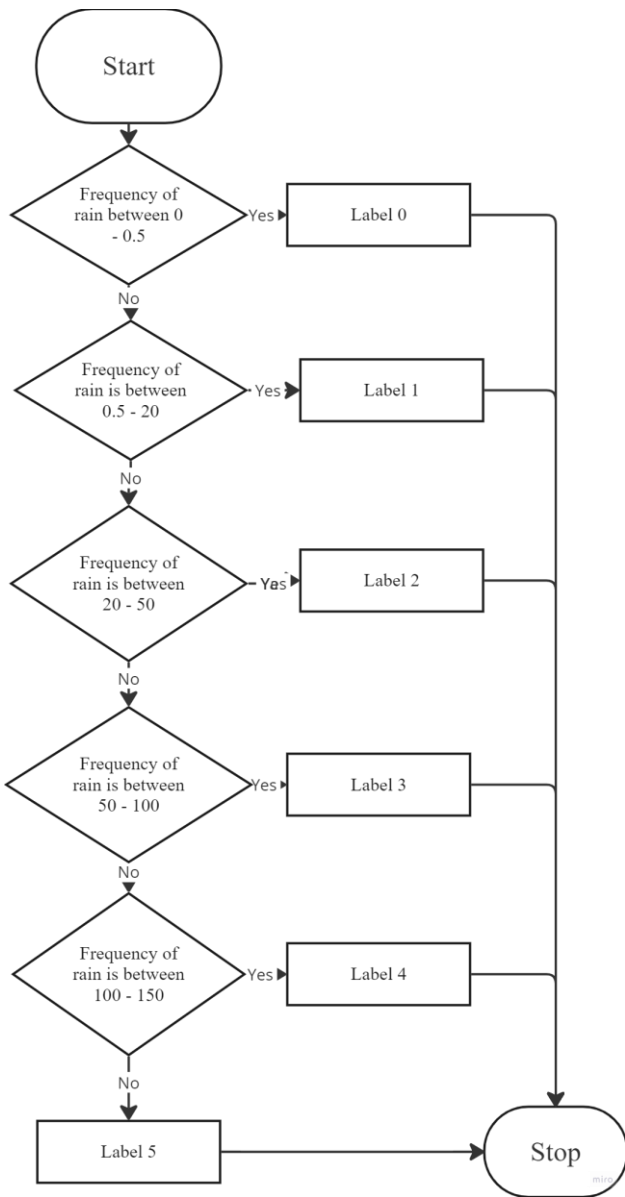 Start
Frequency of
rain between 0
- 0.5
Yes
Label 0
No
Frequency of
rain is between
0.5 - 20
Yes
Label 1
No
Frequency of
rain is between
20 - 50
Yes
Label 2
No
Frequency of
rain is between
50 - 100
Yes
Label 3
No
Frequency of
rain is between
100 - 150
Yes
Label 4
No
Label 5
Stop
miro